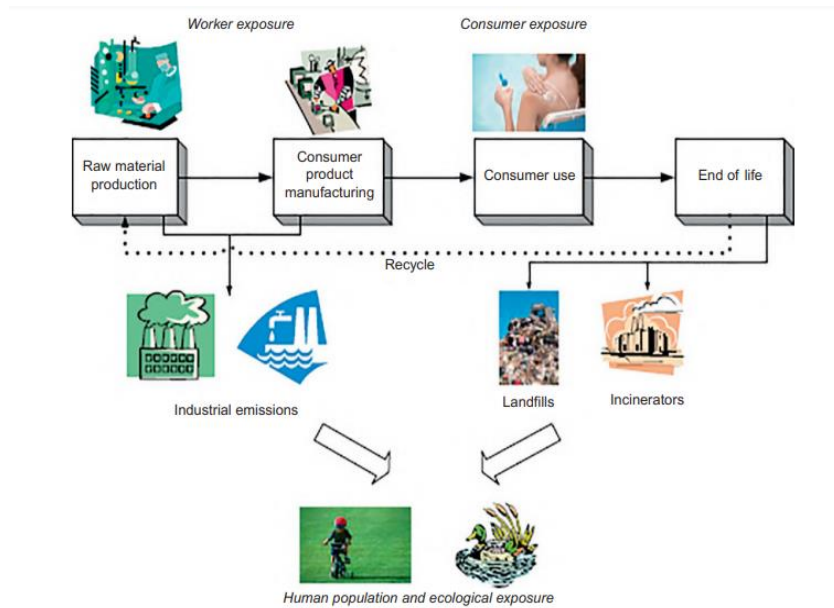 Worker exposure
Consumer exposure
Raw material
production
Consumer
product
manufacturing
Consumer use
End of life
Recycle
Industrial emissions
Landfills
Incinerators
Human population and ecological exposure